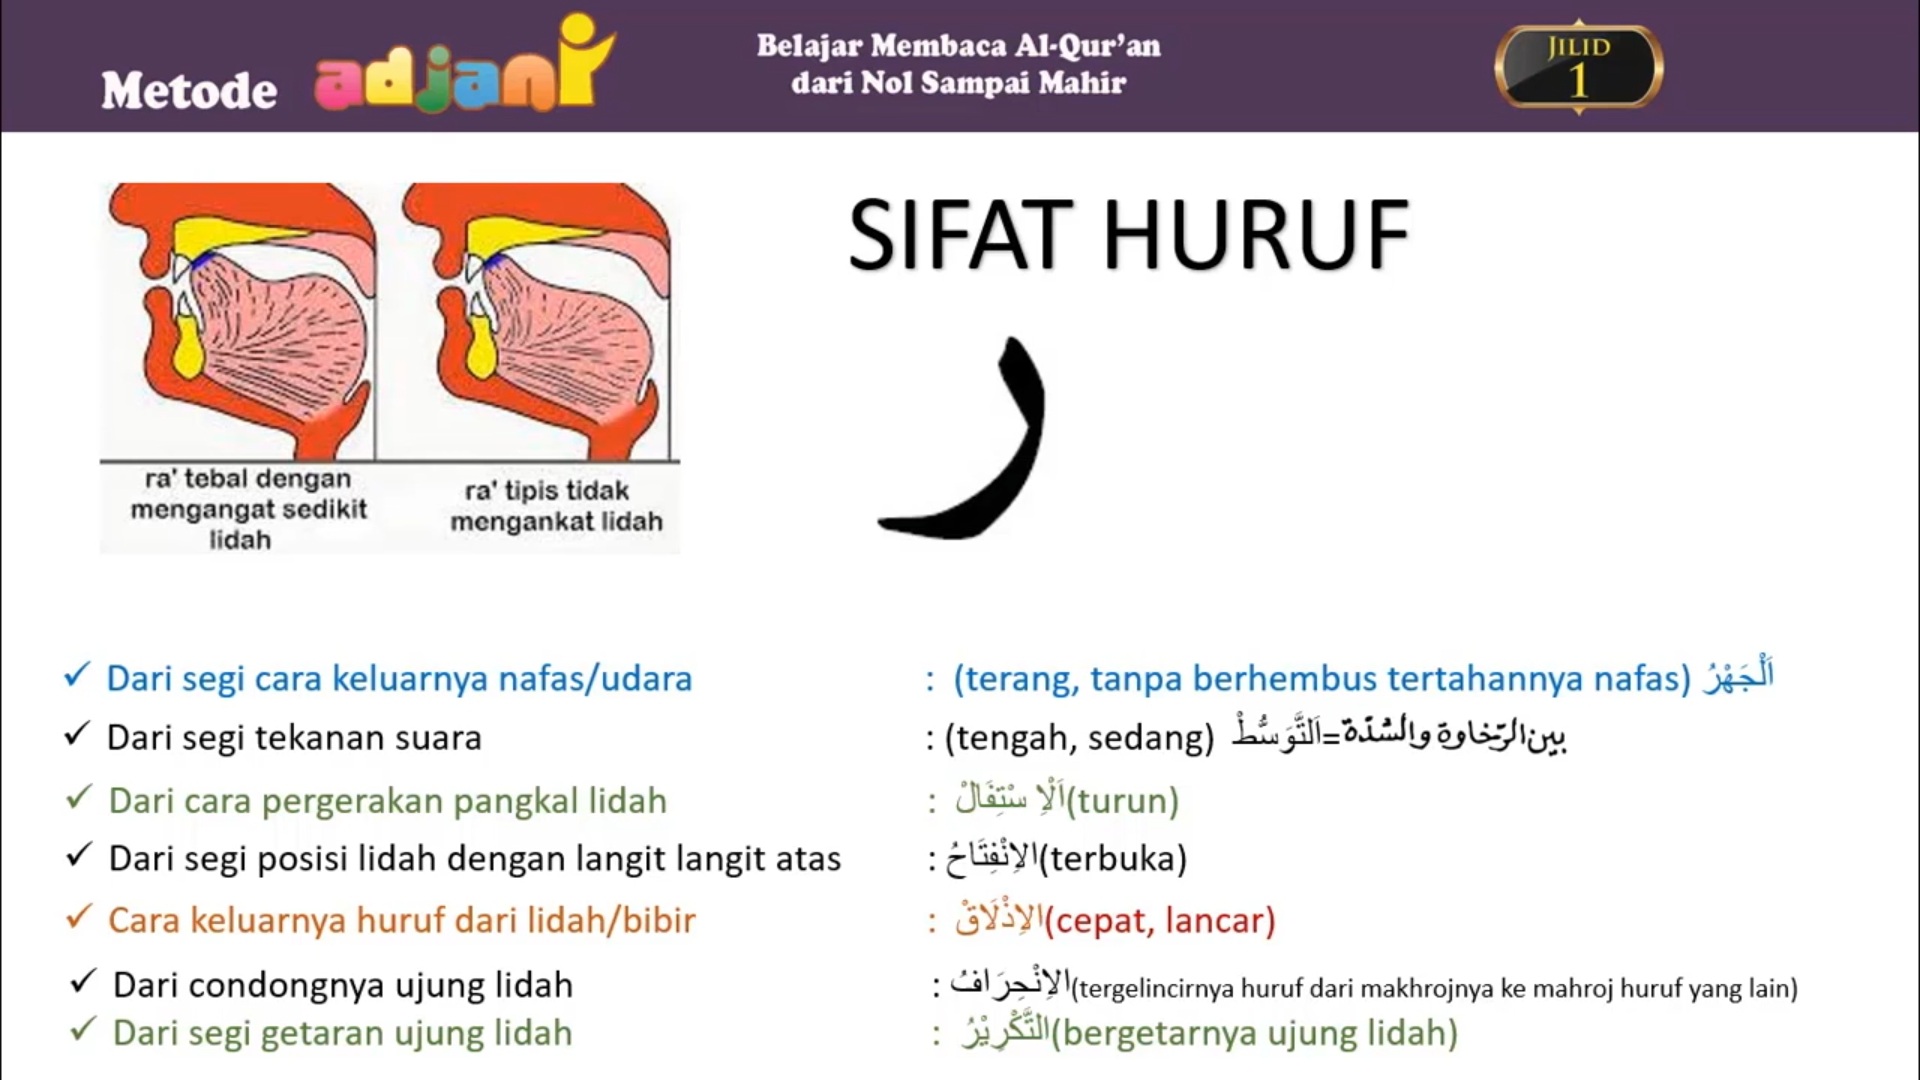 Metode adjani
Belajar Membaca Al-Qur'an
dari Nol Sampai Mahir
JILID
1
SIFAT HURUF
ر
ra' tebal dengan
mengangat sedikit
lidah
ra' tipis tidak
mengankat lidah
✓ Dari segi cara keluarnya nafas/udara : (terang, tanpa berhembus tertahannya nafas) اَلْجَهْرُ
✓ Dari segi tekanan suara : (tengah, sedang) اَلتَّوَسُّطْ=بين الرّخاوة والشدّة
✓ Dari cara pergerakan pangkal lidah : اَلْاِ سْتِفَالْ(turun)
✓ Dari segi posisi lidah dengan langit langit atas : الاِنْفِتَاحُ(terbuka)
✓ Cara keluarnya huruf dari lidah/bibir : الاِذْلَاقْ(cepat, lancar)
✓ Dari condongnya ujung lidah : الاِنْحِرَافُ(tergelincirnya huruf dari makhrojnya ke mahroj huruf yang lain)
✓ Dari segi getaran ujung lidah : التَّكْرِيْرُ(bergetarnya ujung lidah)